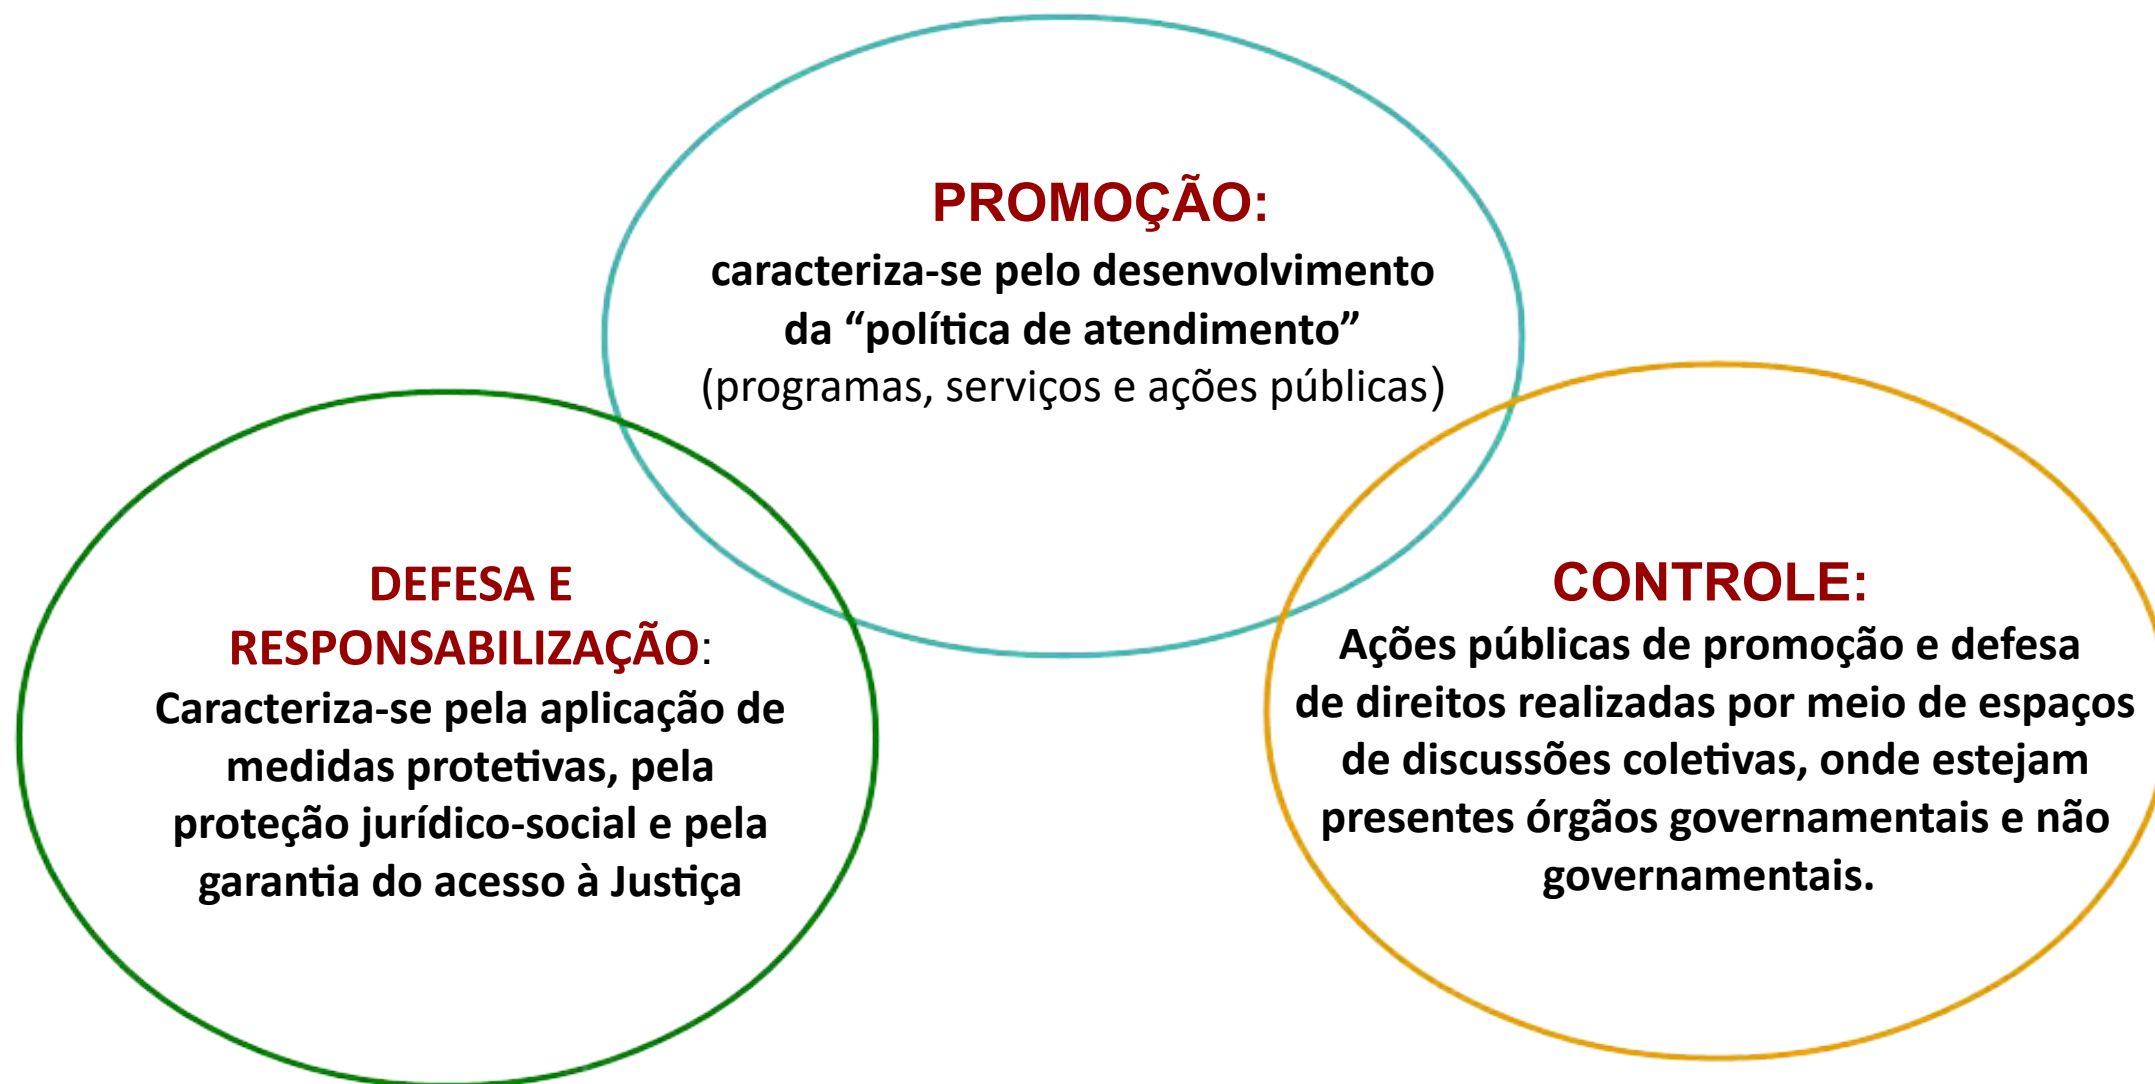 PROMOÇÃO:
caracteriza-se pelo desenvolvimento
da “política de atendimento”
(programas, serviços e ações públicas)
DEFESA E
RESPONSABILIZAÇÃO:
Caracteriza-se pela aplicação de
medidas protetivas, pela
proteção jurídico-social e pela
garantia do acesso à Justiça
CONTROLE:
Ações públicas de promoção e defesa
de direitos realizadas por meio de espaços
de discussões coletivas, onde estejam
presentes órgãos governamentais e não
governamentais.